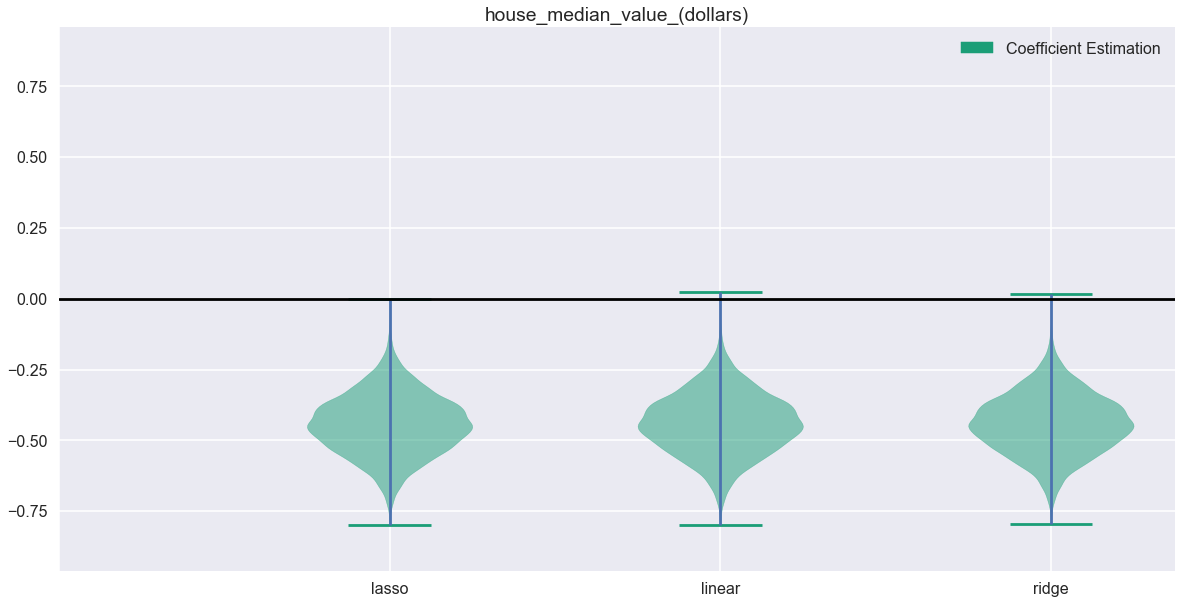 house_median_value_(dollars)
Coefficient Estimation
0.75
0.50
0.25
0.00
−0.25
−0.50
−0.75
lasso
linear
ridge